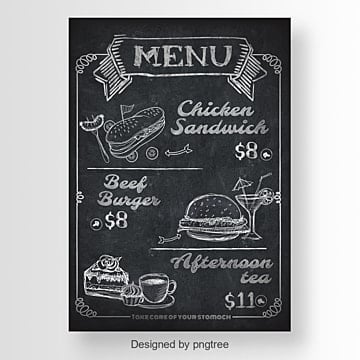 MENU
Chicken
Sandwich
$8
Beef
Burger
$8
Afternoon
tea
$11
TAKE CARE OF YOUR STOMACH
Designed by pngtree